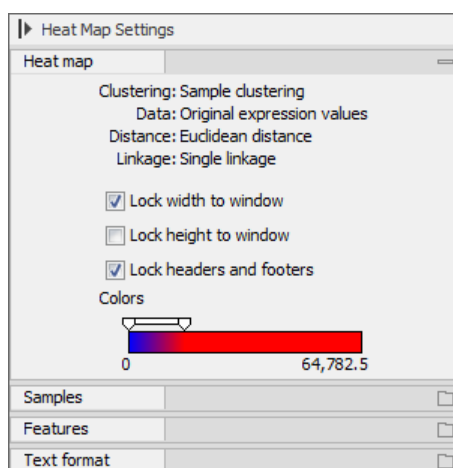 Heat Map Settings
Heat map
Clustering: Sample clustering
Data: Original expression values
Distance: Euclidean distance
Linkage: Single linkage
Lock width to window
Lock height to window
Lock headers and footers
Colors
0 64,782.5
Samples
Features
Text format